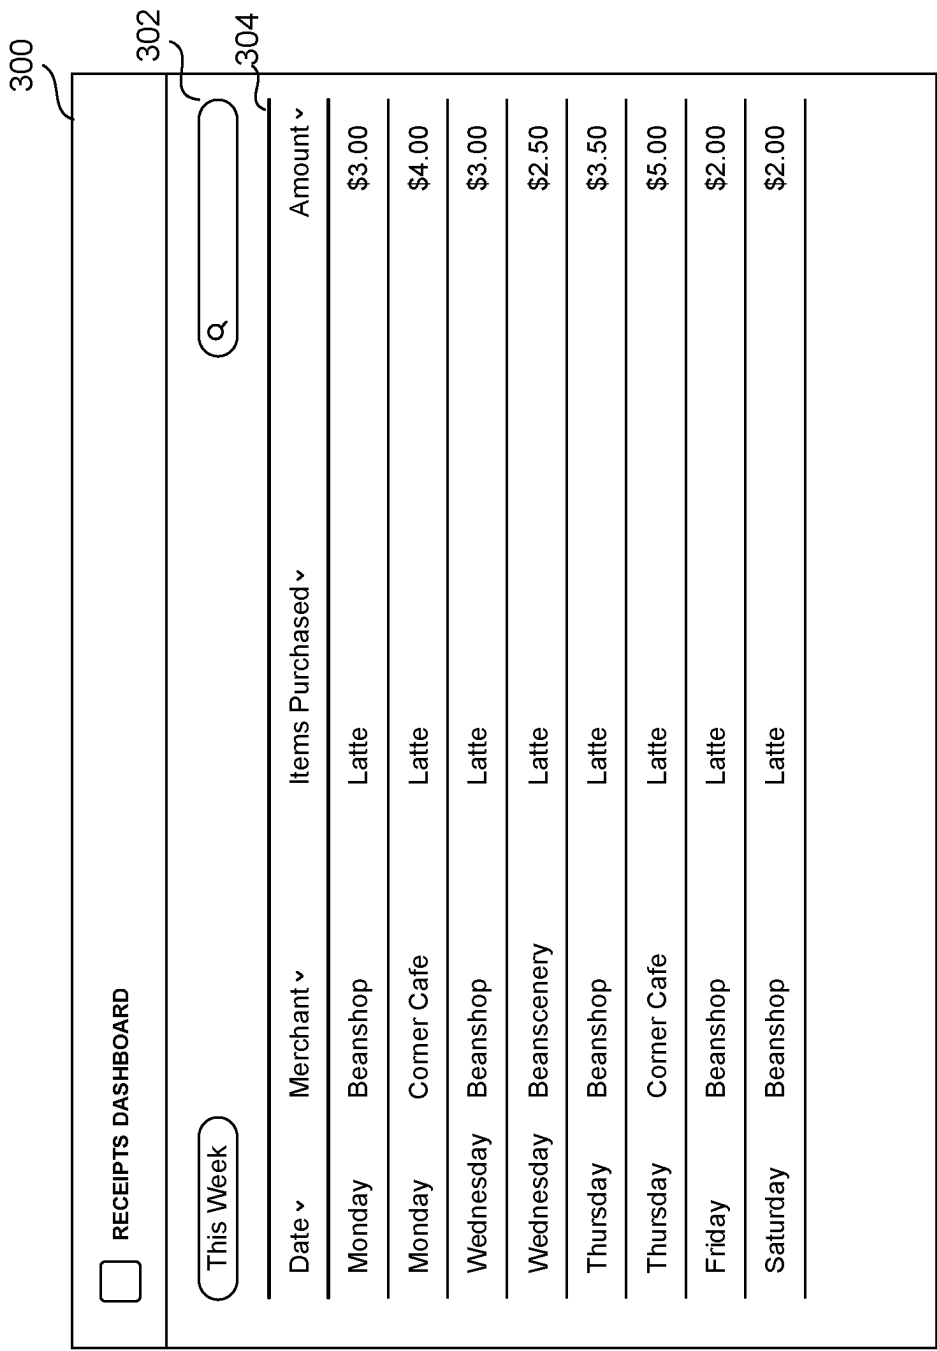 300
RECEIPTS DASHBOARD
302
This Week
304
Date Merchant Items Purchased Amount
Monday Beanshop Latte $3.00
Monday Corner Cafe Latte $4.00
Wednesday Beanshop Latte $3.00
Wednesday Beanscenery Latte $2.50
Thursday Beanshop Latte $3.50
Thursday Corner Cafe Latte $5.00
Friday Beanshop Latte $2.00
Saturday Beanshop Latte $2.00